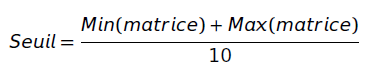 Seuil = Min(matrice) + Max(matrice) / 10